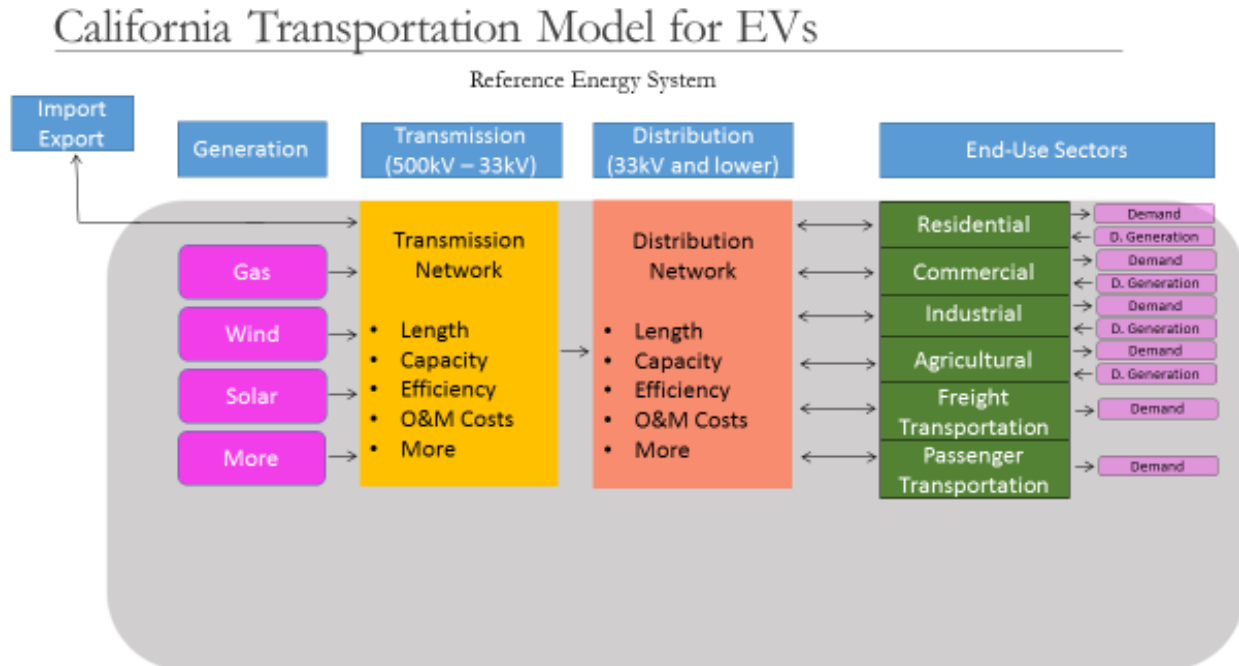 California Transportation Model for EVs
Reference Energy System
Import
Export
Generation
Transmission
(500kV – 33kV)
Distribution
(33kV and lower)
End-Use Sectors
Gas
Wind
Solar
More
Transmission
Network
• Length
• Capacity
• Efficiency
• O&M Costs
• More
Distribution
Network
• Length
• Capacity
• Efficiency
• O&M Costs
• More
Residential
Demand
D. Generation
Commercial
Demand
D. Generation
Industrial
Demand
D. Generation
Agricultural
Demand
D. Generation
Freight
Transportation
Demand
Passenger
Transportation
Demand